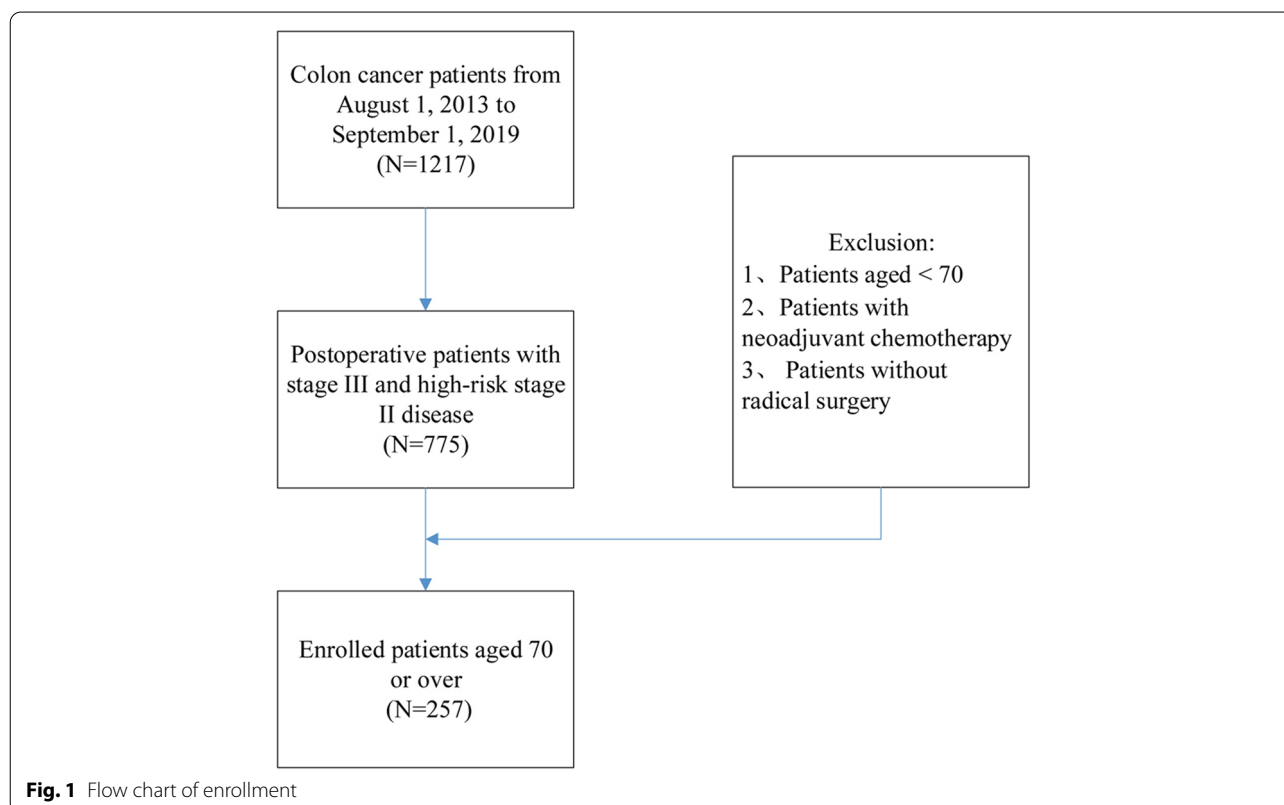 Colon cancer patients from
August 1, 2013 to
September 1, 2019
(N=1217)
Exclusion:
1、Patients aged < 70
2、Patients with
neoadjuvant chemotherapy
3、 Patients without
radical surgery
Postoperative patients with
stage III and high-risk stage
II disease
(N=775)
Enrolled patients aged 70
or over
(N=257)
Fig. 1 Flow chart of enrollment